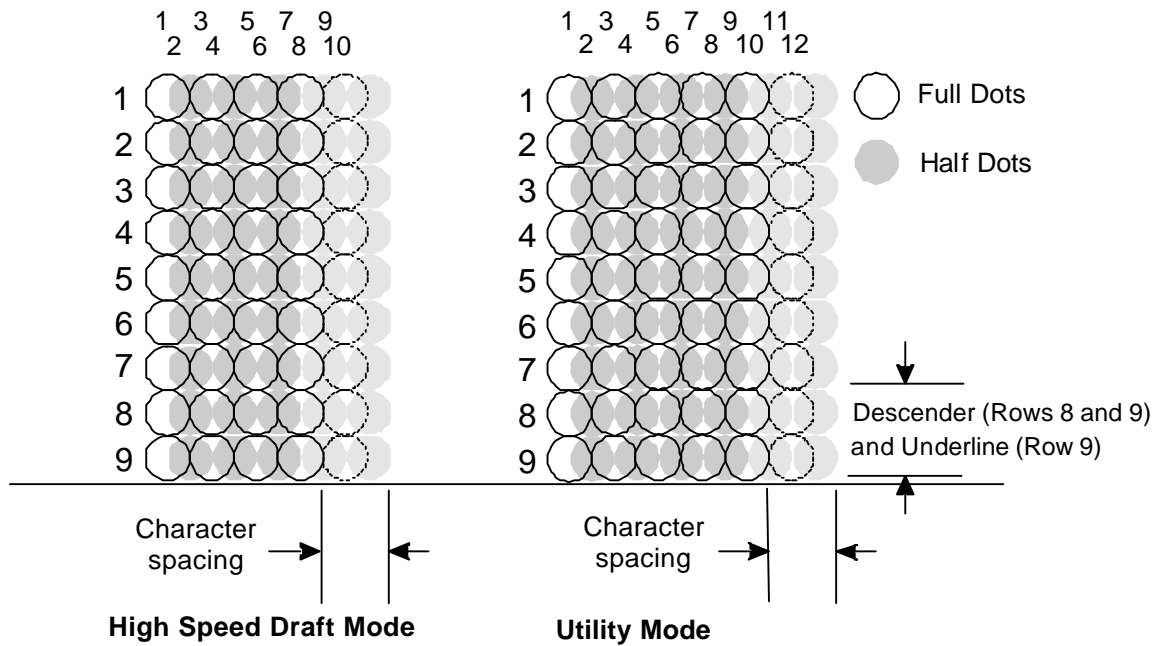 1 3 5 7 9
2 4 6 8 10
1
2
3
4
5
6
7
8
9
Character
spacing
High Speed Draft Mode
1 3 5 7 9 11
2 4 6 8 10 12
1
2
3
4
5
6
7
8
9
Character
spacing
Utility Mode
Full Dots
Half Dots
Descender (Rows 8 and 9)
and Underline (Row 9)